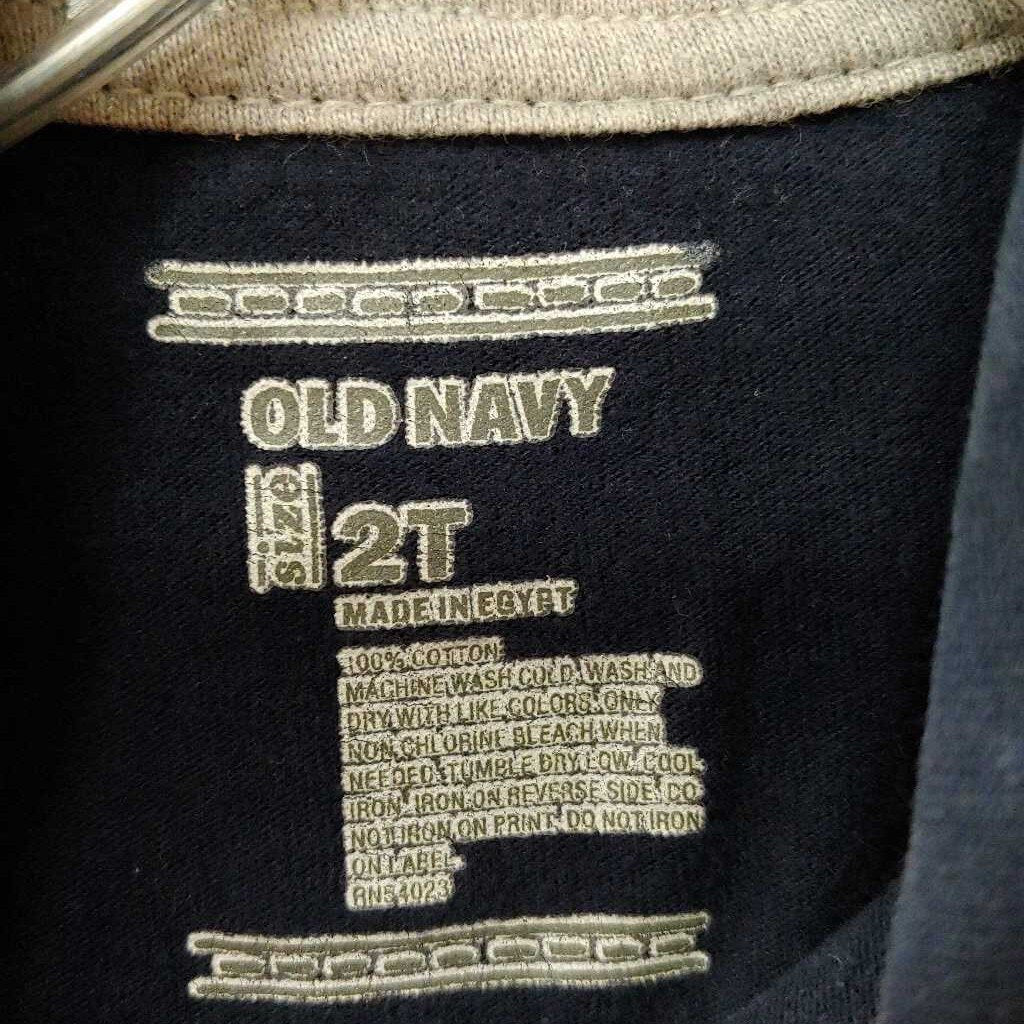 OLD NAVY
size
2T
MADE IN EGYPT
100% COTTON
MACHINE WASH COLD, WASH AND
DRY WITH LIKE COLORS. ONLY
NON CHLORINE BLEACH WHEN
NEEDED. TUMBLE DRY LOW. COOL
IRON. IRON ON REVERSE SIDE. DO
NOT IRON ON PRINT. DO NOT IRON
ON LABEL
RN54023